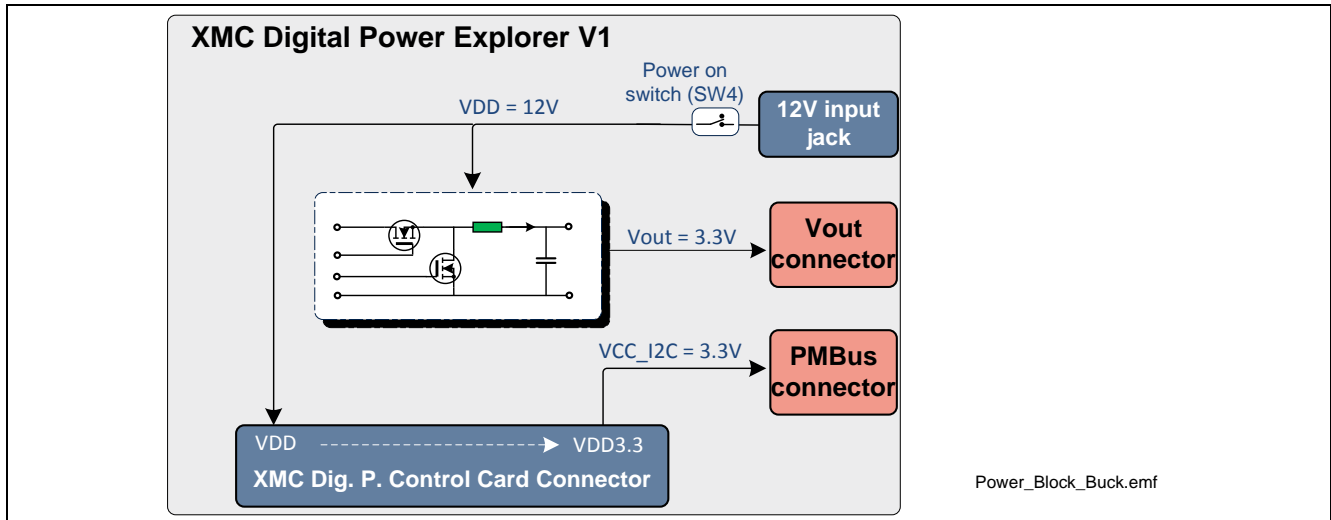 XMC Digital Power Explorer V1
Power on
switch (SW4)
VDD = 12V
12V input
jack
Vout = 3.3V
Vout
connector
VCC_I2C = 3.3V
PMBus
connector
VDD
VDD3.3
XMC Dig. P. Control Card Connector
Power_Block_Buck.emf